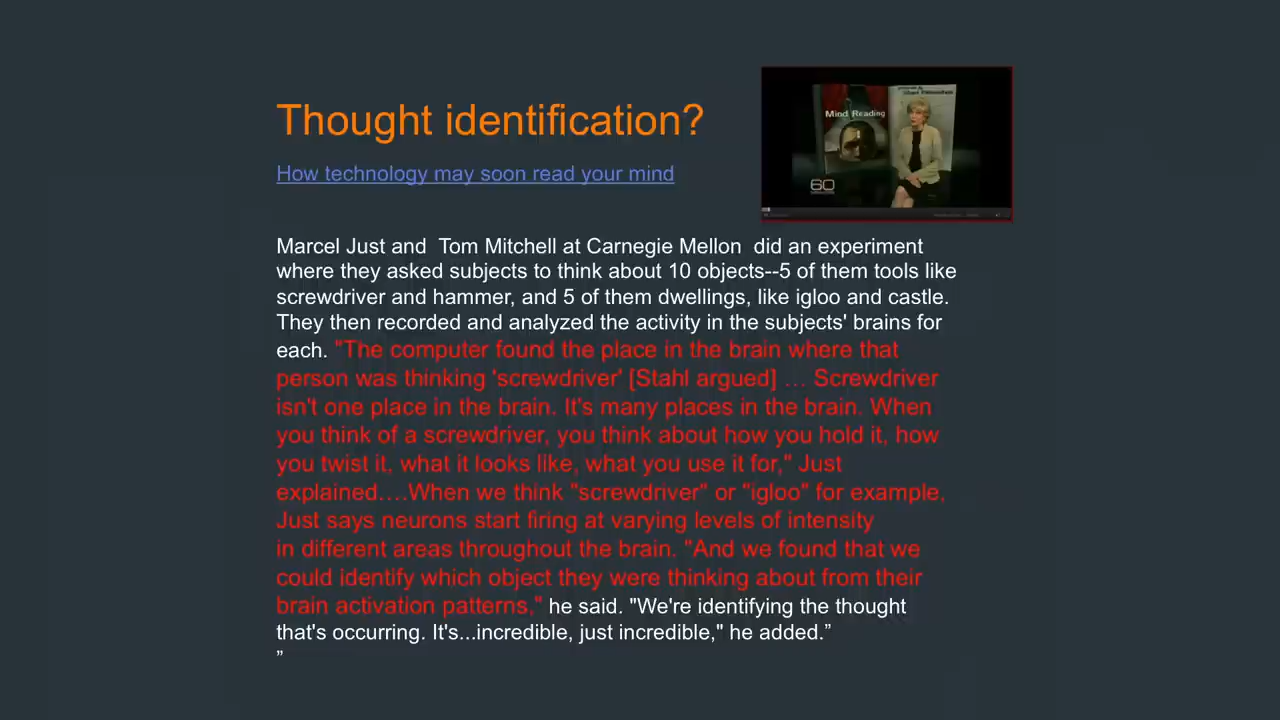 Thought identification?
Mind Reading
60
How technology may soon read your mind
Marcel Just and  Tom Mitchell at Carnegie Mellon  did an experiment
where they asked subjects to think about 10 objects--5 of them tools like
screwdriver and hammer, and 5 of them dwellings, like igloo and castle.
They then recorded and analyzed the activity in the subjects' brains for
each. "The computer found the place in the brain where that
person was thinking 'screwdriver' [Stahl argued] … Screwdriver
isn't one place in the brain. It's many places in the brain. When
you think of a screwdriver, you think about how you hold it, how
you twist it, what it looks like, what you use it for," Just
explained….When we think "screwdriver" or "igloo" for example,
Just says neurons start firing at varying levels of intensity
in different areas throughout the brain. "And we found that we
could identify which object they were thinking about from their
brain activation patterns," he said. "We're identifying the thought
that's occurring. It's...incredible, just incredible," he added.”
”